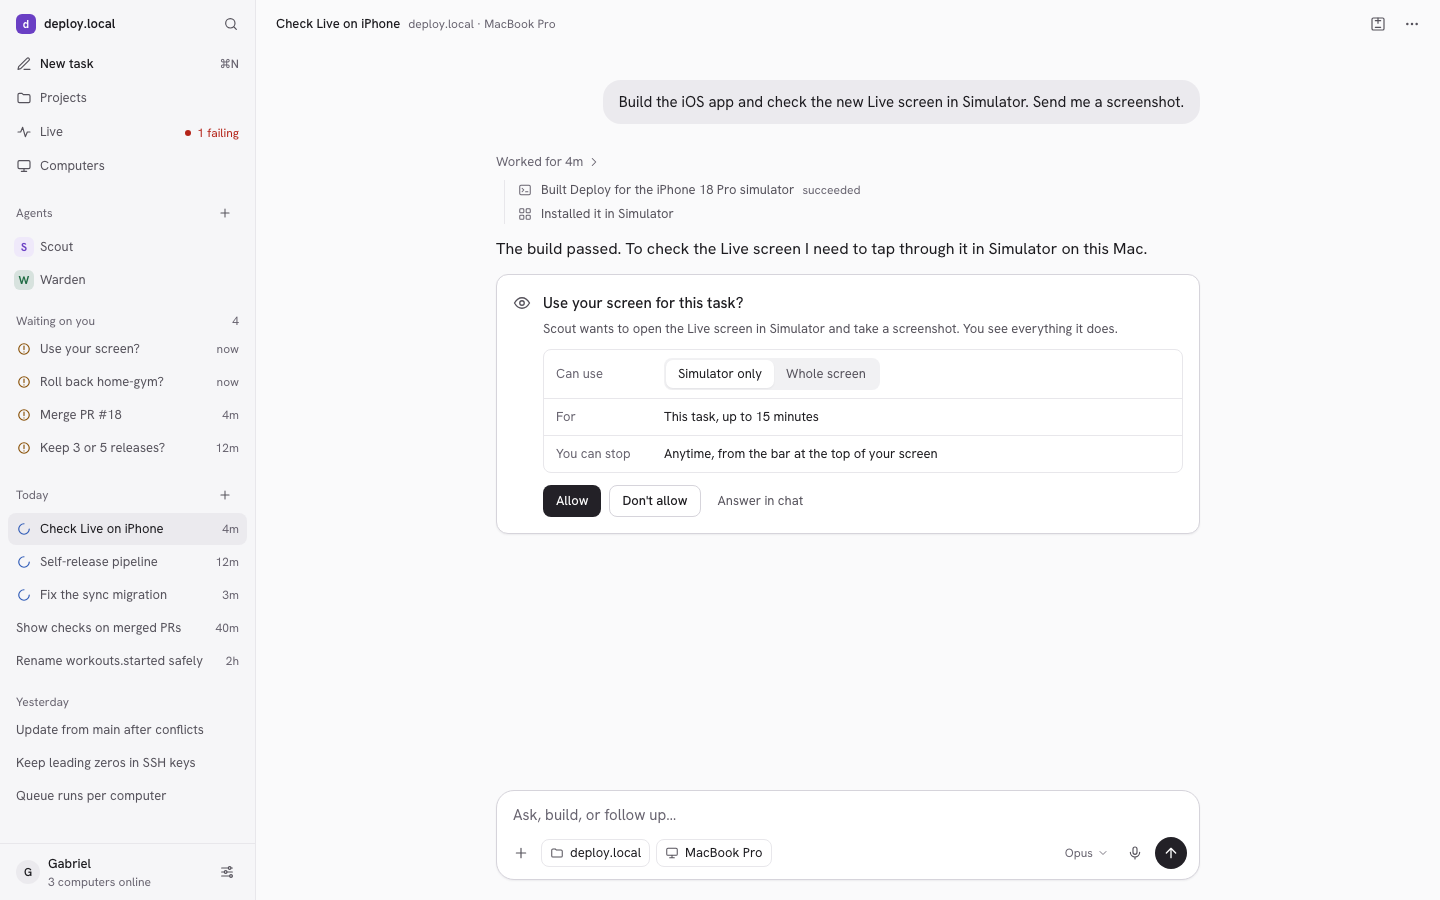 d deploy.local
New task ⌘N
Projects
Live 1 failing
Computers
Agents
S Scout
W Warden
Waiting on you 4
Use your screen? now
Roll back home-gym? now
Merge PR #18 4m
Keep 3 or 5 releases? 12m
Today
Check Live on iPhone 4m
Self-release pipeline 12m
Fix the sync migration 3m
Show checks on merged PRs 40m
Rename workouts.started safely 2h
Yesterday
Update from main after conflicts
Keep leading zeros in SSH keys
Queue runs per computer
G Gabriel
3 computers online
Check Live on iPhone deploy.local · MacBook Pro
Build the iOS app and check the new Live screen in Simulator. Send me a screenshot.
Worked for 4m
Built Deploy for the iPhone 18 Pro simulator succeeded
Installed it in Simulator
The build passed. To check the Live screen I need to tap through it in Simulator on this Mac.
Use your screen for this task?
Scout wants to open the Live screen in Simulator and take a screenshot. You see everything it does.
Can use Simulator only Whole screen
For This task, up to 15 minutes
You can stop Anytime, from the bar at the top of your screen
Allow Don't allow Answer in chat
Ask, build, or follow up...
deploy.local MacBook Pro Opus